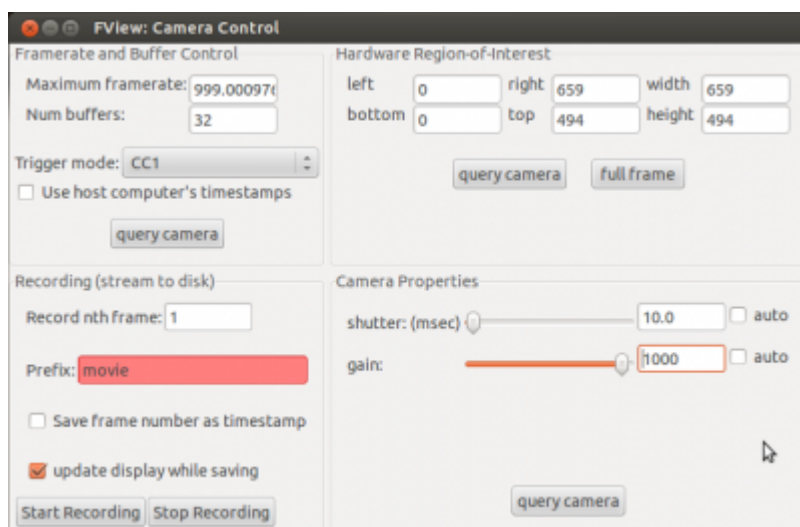 FView: Camera Control
Framerate and Buffer Control
Maximum framerate: 999.000976
Num buffers: 32
Trigger mode: CC1
Use host computer's timestamps
query camera
Hardware Region-of-Interest
left 0 right 659 width 659
bottom 0 top 494 height 494
query camera full frame
Recording (stream to disk)
Record nth frame: 1
Prefix: movie
Save frame number as timestamp
update display while saving
Start Recording Stop Recording
Camera Properties
shutter: (msec) 10.0 auto
gain: 1000 auto
query camera